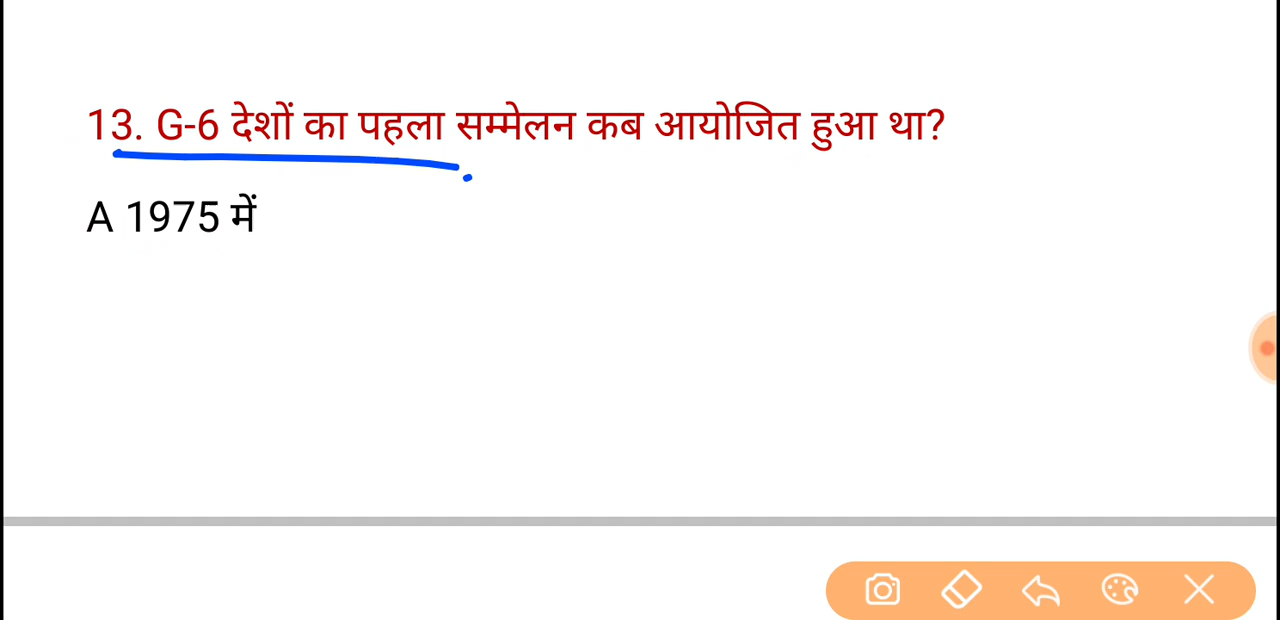 13. G-6 देशों का पहला सम्मेलन कब आयोजित हुआ था?
A 1975 में